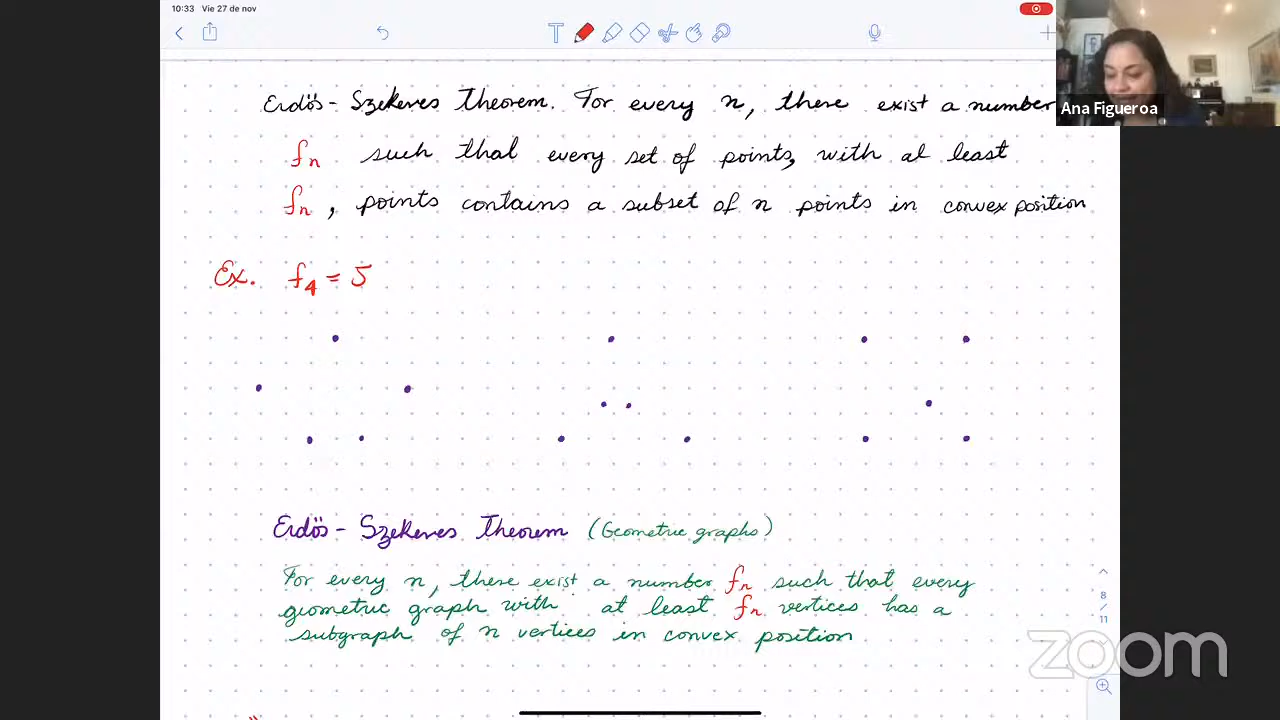 10:33 Vie 27 de nov
Erdös - Szekeres Theorem. For every n, there exist a number
fn such that every set of points, with at least
fn, points contains a subset of n points in convex position
Ex. f4 = 5
Erdös - Szekeres Theorem (Geometric graphs)
For every n, there exist a number fn such that every
geometric graph with at least fn vertices has a
subgraph of n vertices in convex position
Ana Figueroa
8
/
11
zoom